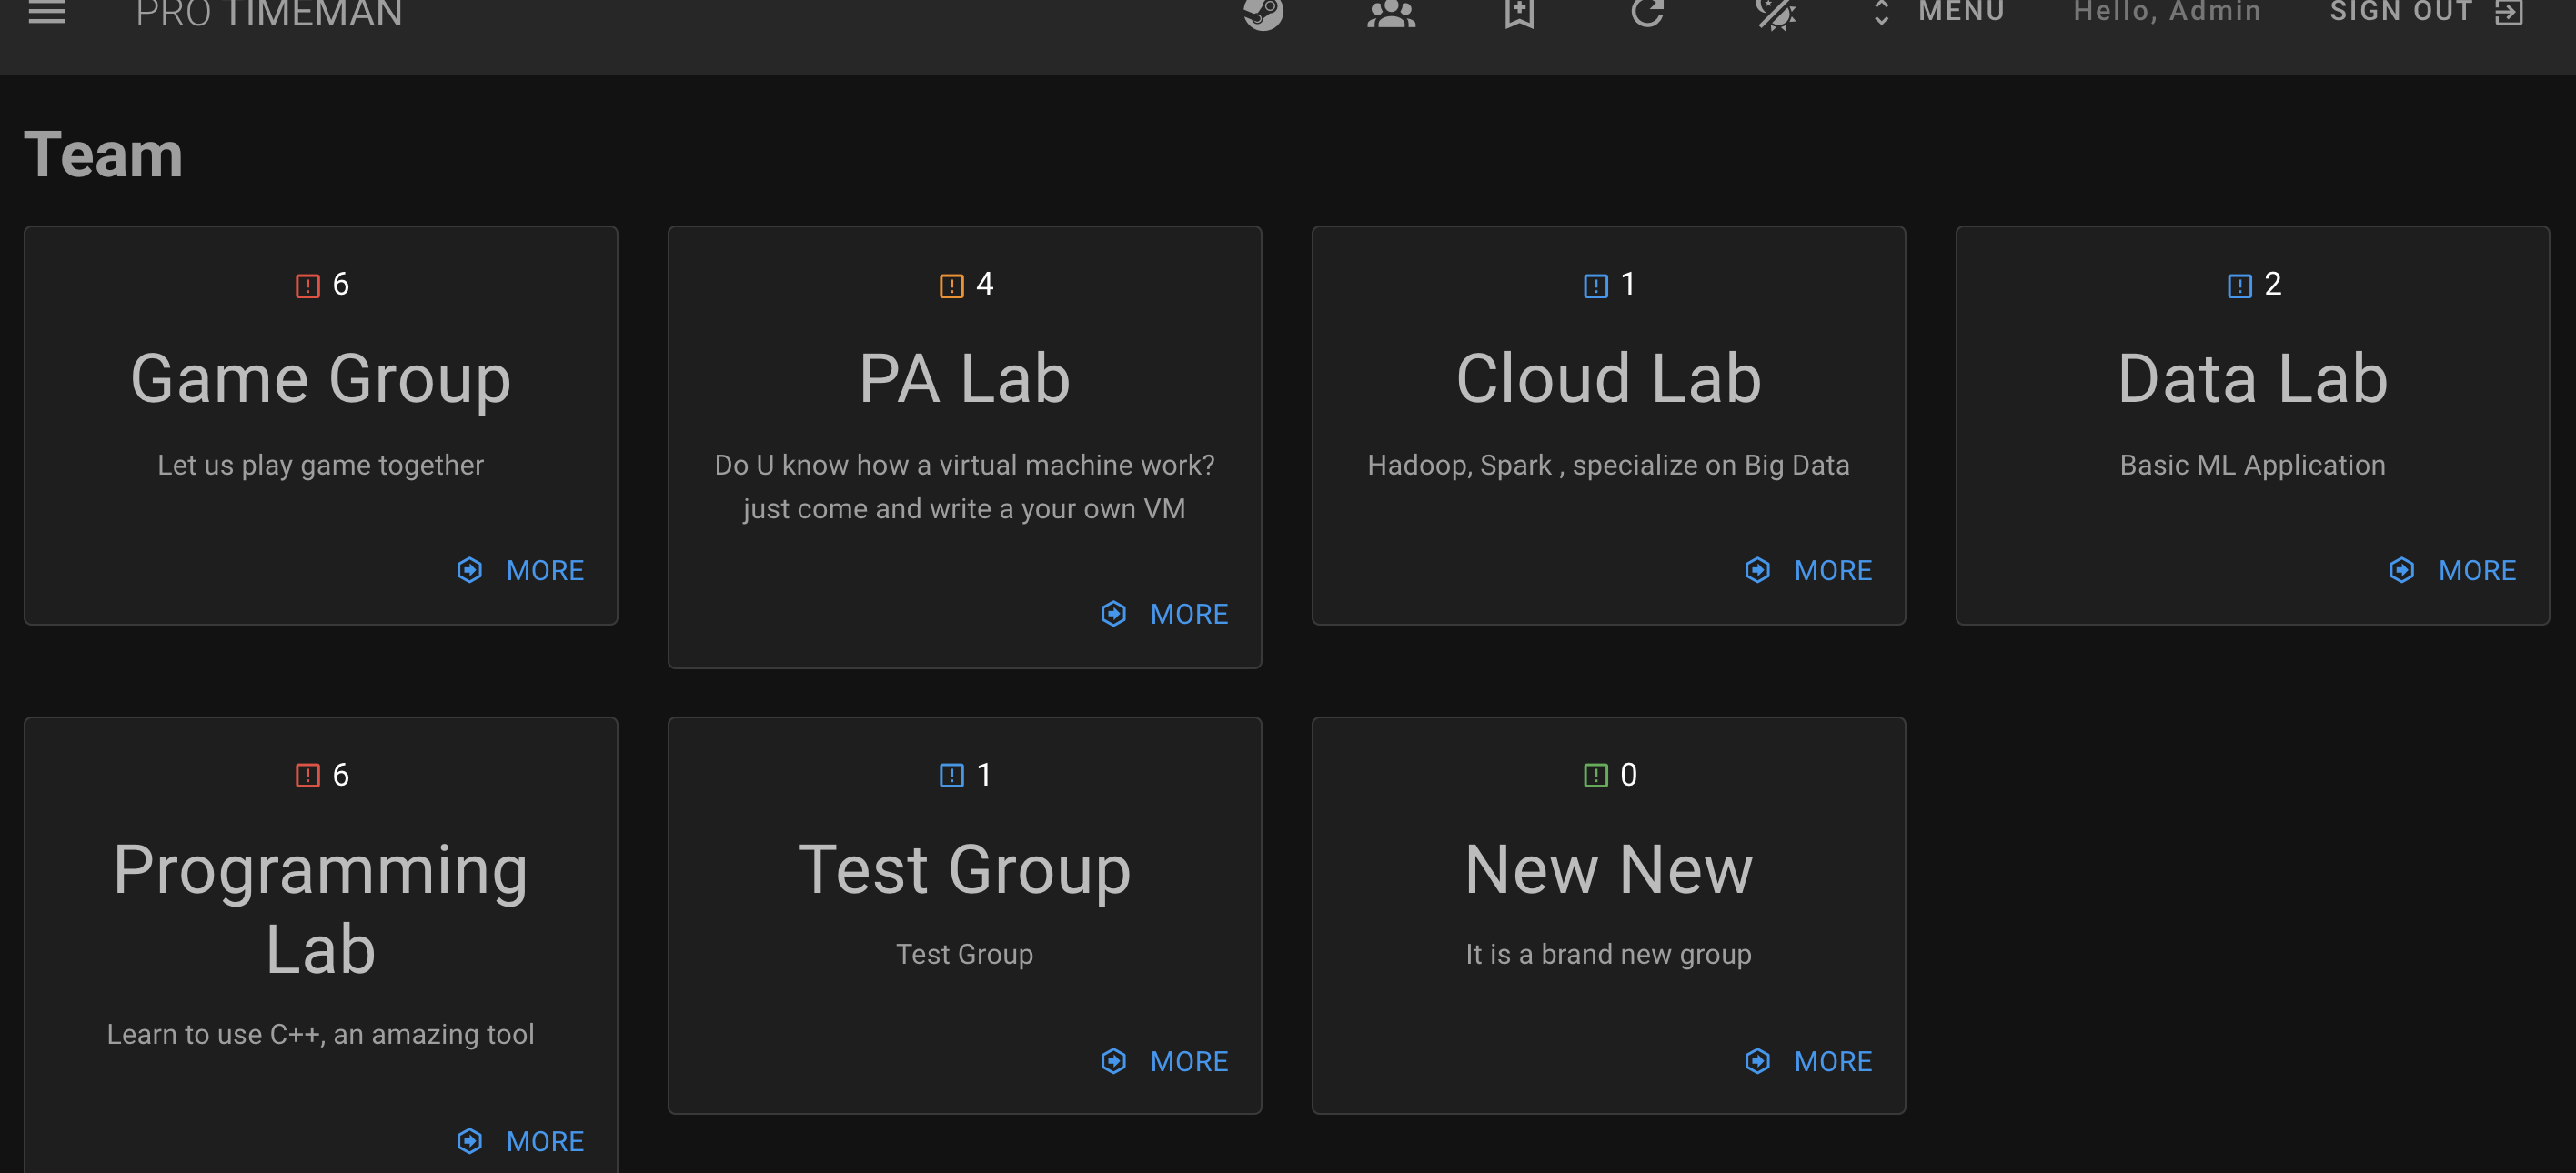 PRO TIMEMAN
MENU
Hello, Admin
SIGN OUT
Team
6
Game Group
Let us play game together
MORE
4
PA Lab
Do U know how a virtual machine work?
just come and write a your own VM
MORE
1
Cloud Lab
Hadoop, Spark , specialize on Big Data
MORE
2
Data Lab
Basic ML Application
MORE
6
Programming
Lab
Learn to use C++, an amazing tool
MORE
1
Test Group
Test Group
MORE
0
New New
It is a brand new group
MORE